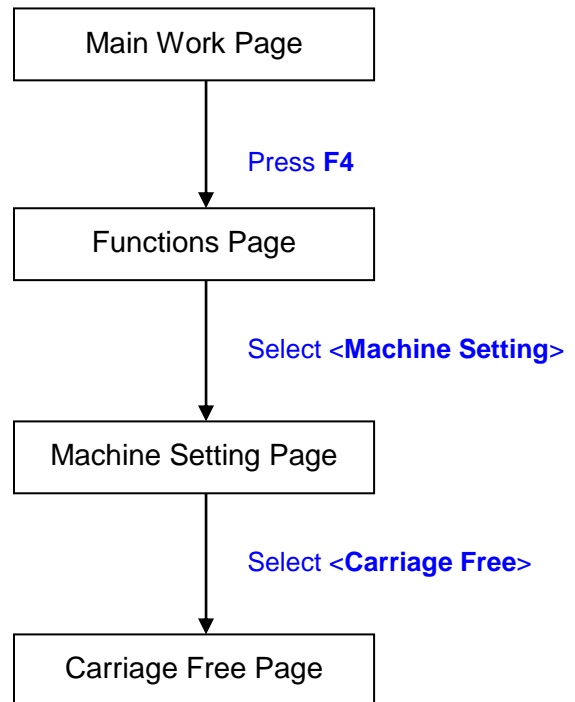 Main Work Page
Press F4
Functions Page
Select <Machine Setting>
Machine Setting Page
Select <Carriage Free>
Carriage Free Page